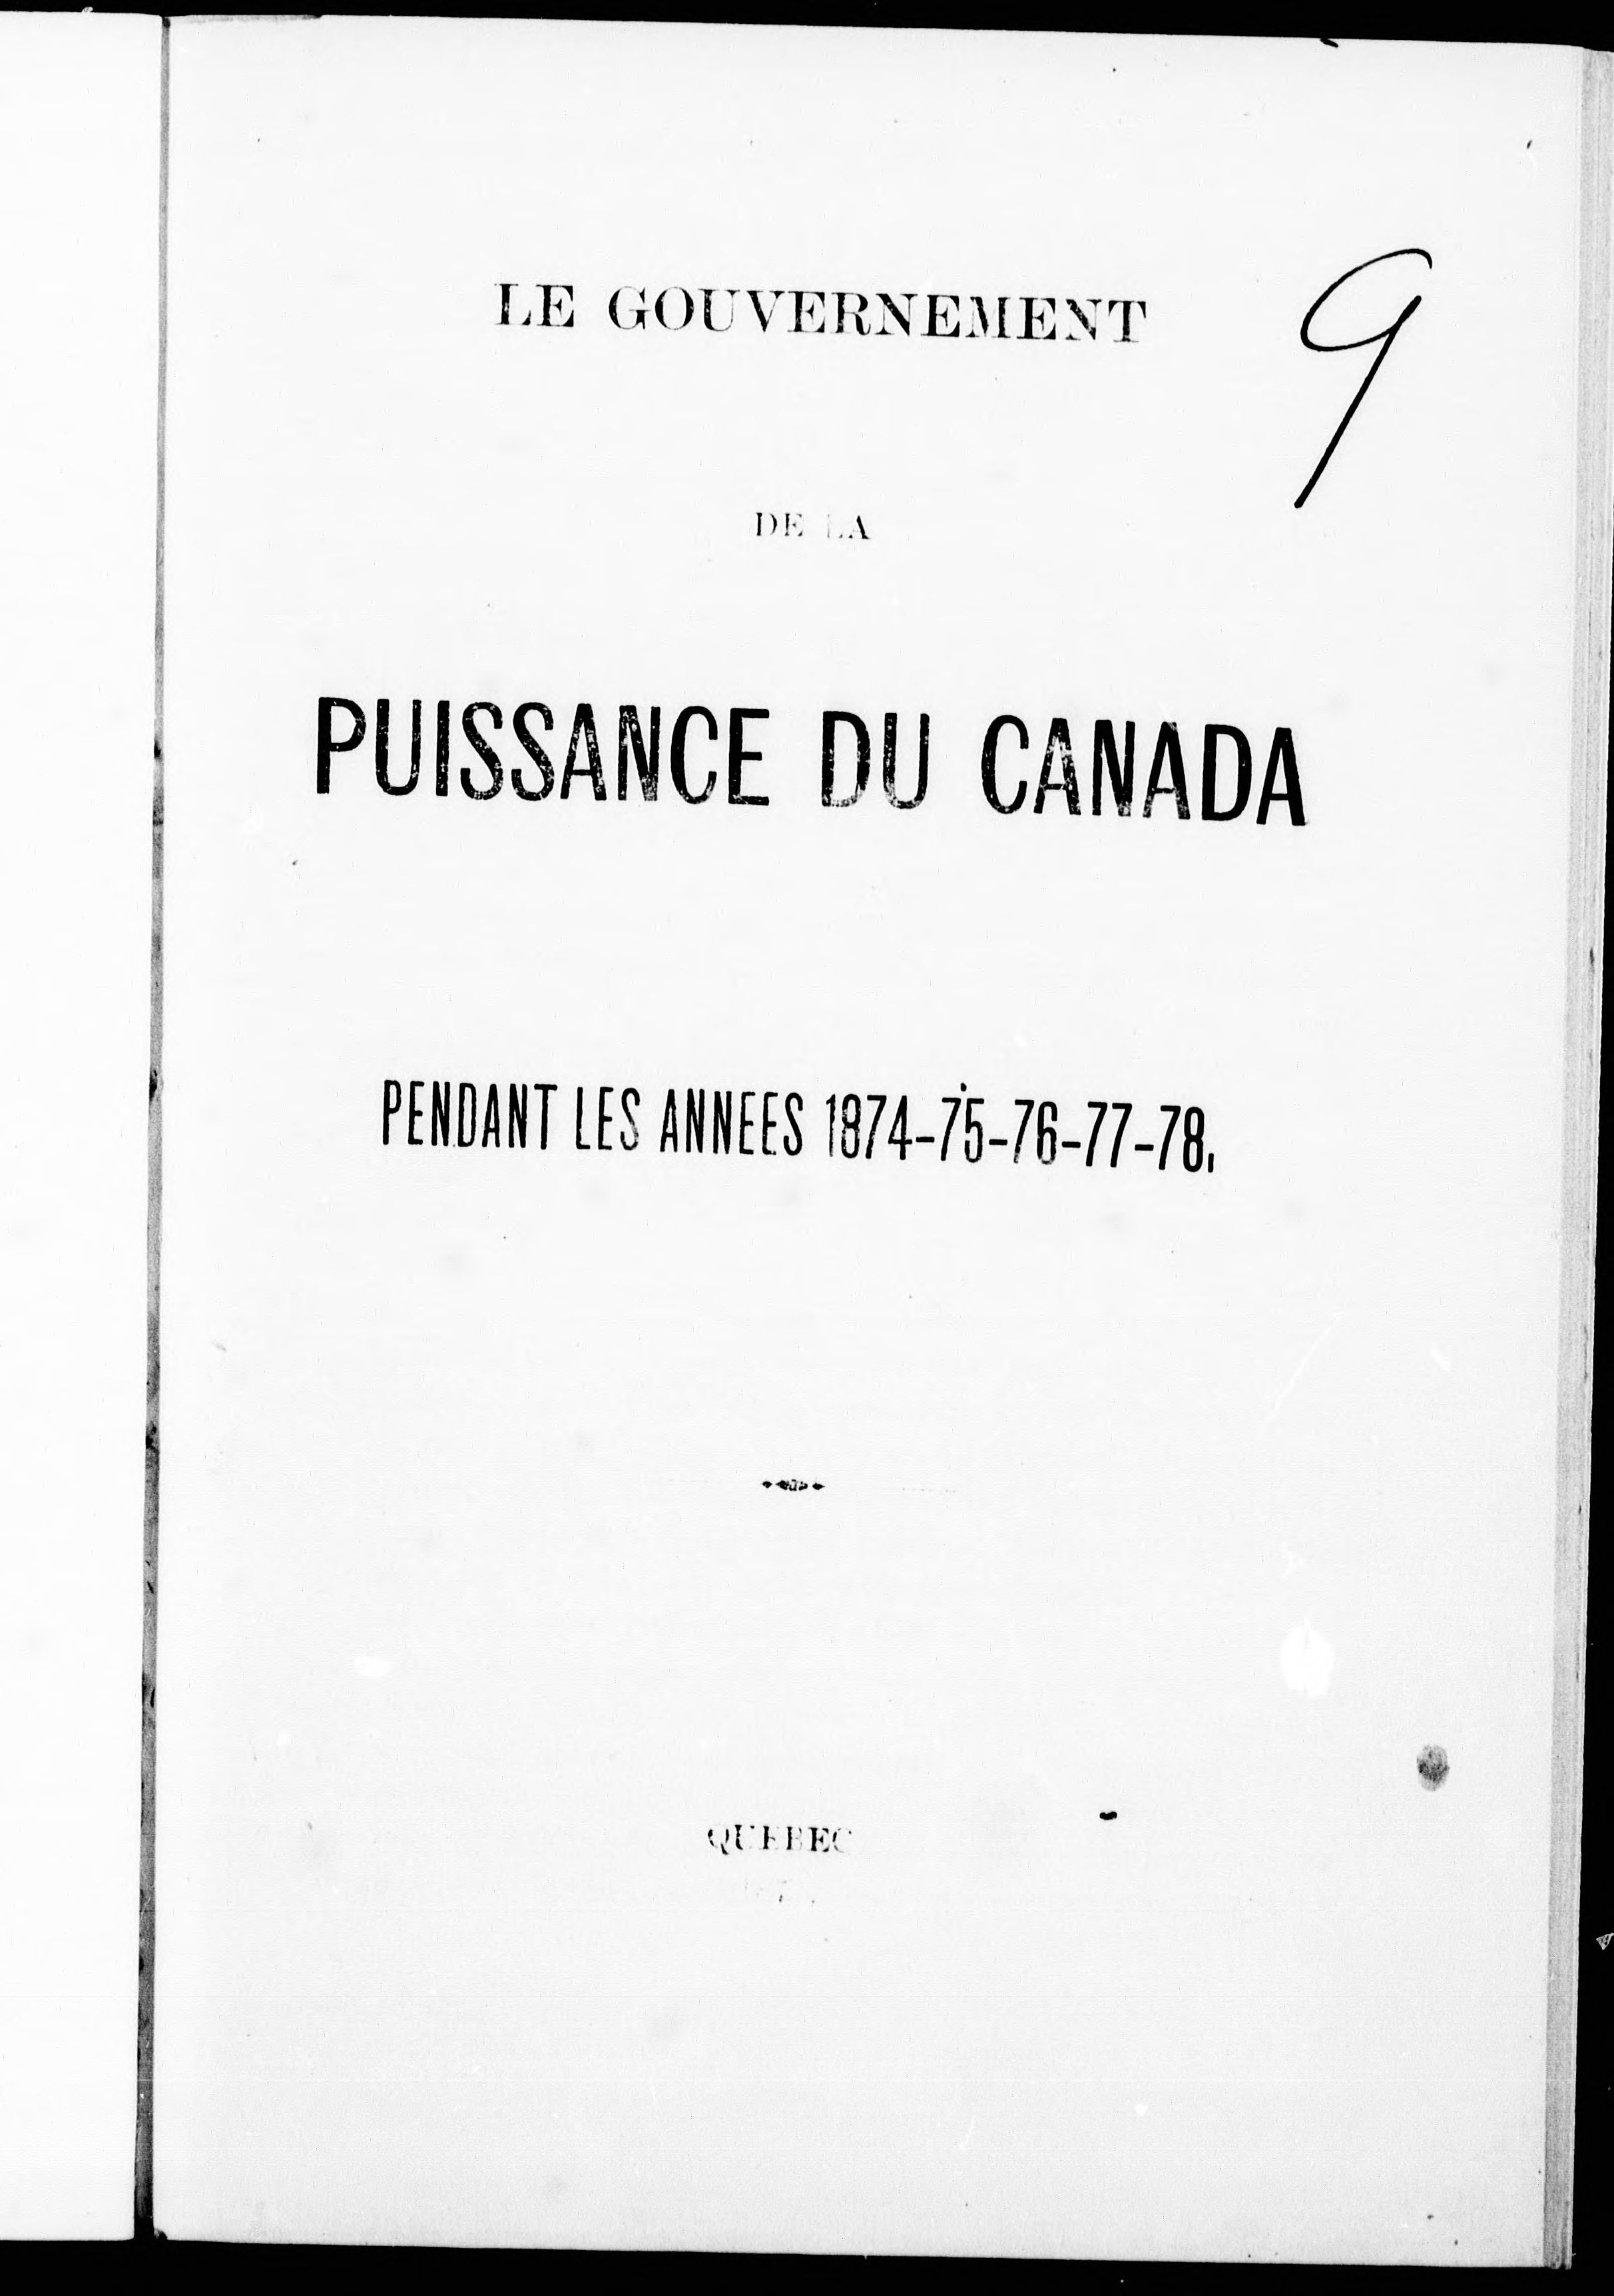 LE GOUVERNEMENT
9
DE LA
PUISSANCE DU CANADA
PENDANT LES ANNEES 1874-75-76-77-78.
QUEBEC